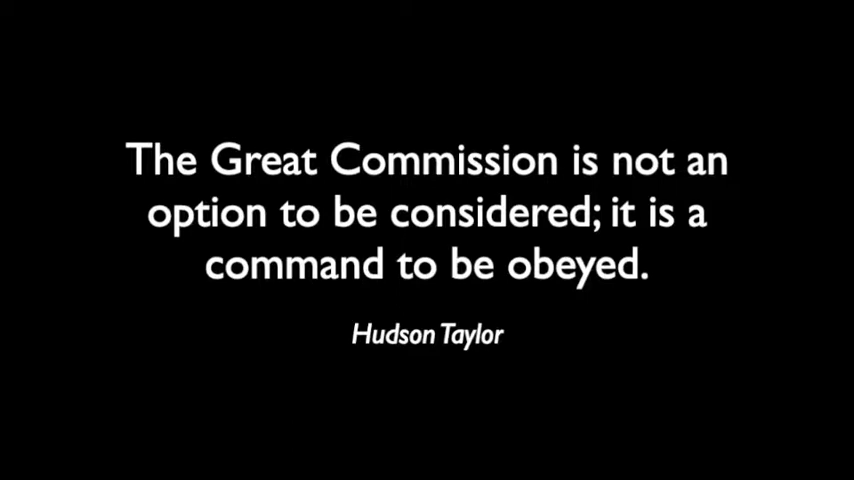 The Great Commission is not an
option to be considered; it is a
command to be obeyed.
Hudson Taylor